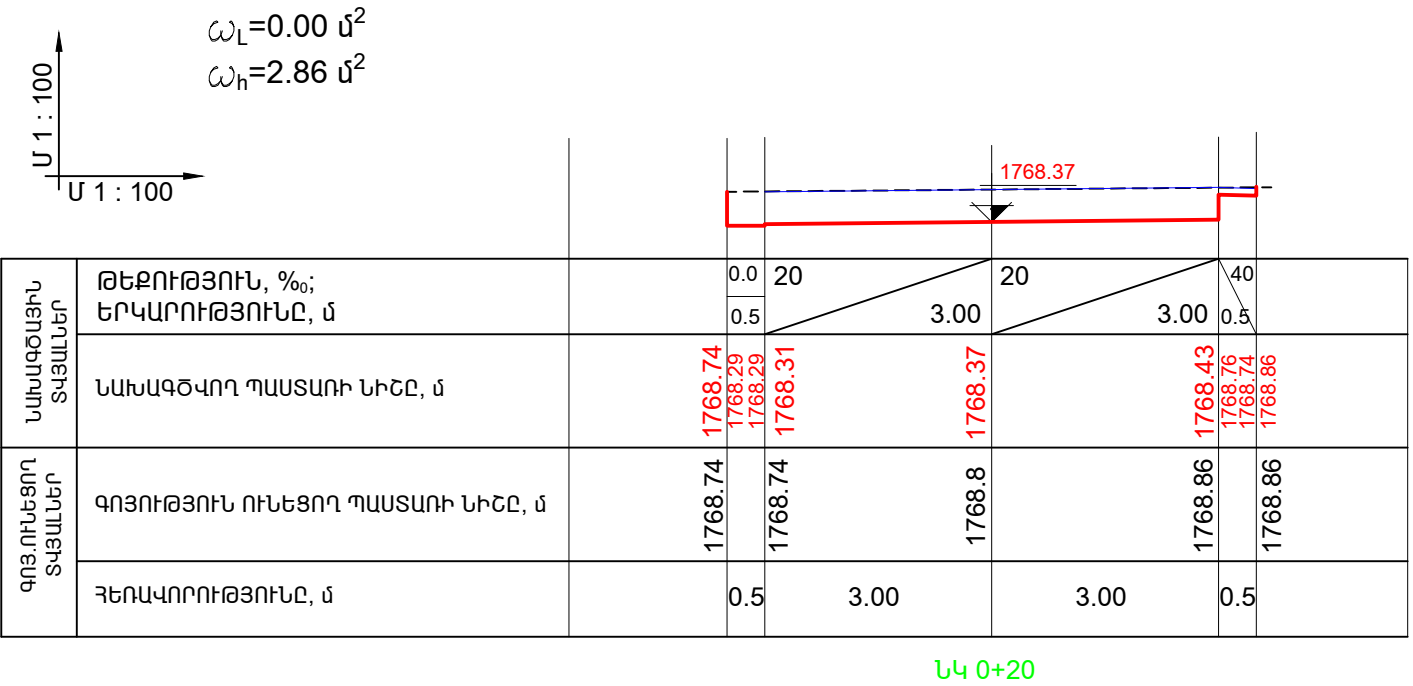 ω_L=0.00 մ²
ω_h=2.86 մ²
Մ 1 : 100
Մ 1 : 100
1768.37
ՆԱԽԱԳԾԱՅԻՆ
ՏՎՅԱԼՆԵՐ
ԹԵՔՈՒԹՅՈՒՆ, %₀;
ԵՐԿԱՐՈՒԹՅՈՒՆԸ, մ
0.0
0.5
20
3.00
20
3.00
40
0.5
ՆԱԽԱԳԾՎՈՂ ՊԱՍՏԱՌԻ ՆԻՇԸ, մ
1768.74
1768.29
1768.29
1768.31
1768.37
1768.43
1768.76
1768.74
1768.86
ԳՈՅ.ՈՒՆԵՑՈՂ
ՏՎՅԱԼՆԵՐ
ԳՈՅՈՒԹՅՈՒՆ ՈՒՆԵՑՈՂ ՊԱՍՏԱՌԻ ՆԻՇԸ, մ
1768.74
1768.74
1768.8
1768.86
1768.86
ՀԵՌԱՎՈՐՈՒԹՅՈՒՆԸ, մ
0.5
3.00
3.00
0.5
ՆԿ 0+20